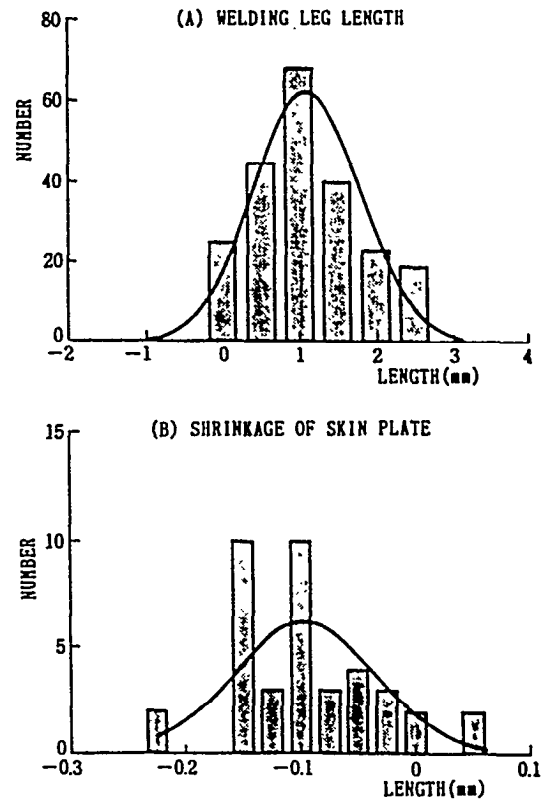 (A) WELDING LEG LENGTH
80
60
40
20
0
NUMBER
−2 −1 0 1 2 3 4
LENGTH(mm)
(B) SHRINKAGE OF SKIN PLATE
15
10
5
0
NUMBER
−0.3 −0.2 −0.1 0 0.1
LENGTH(mm)